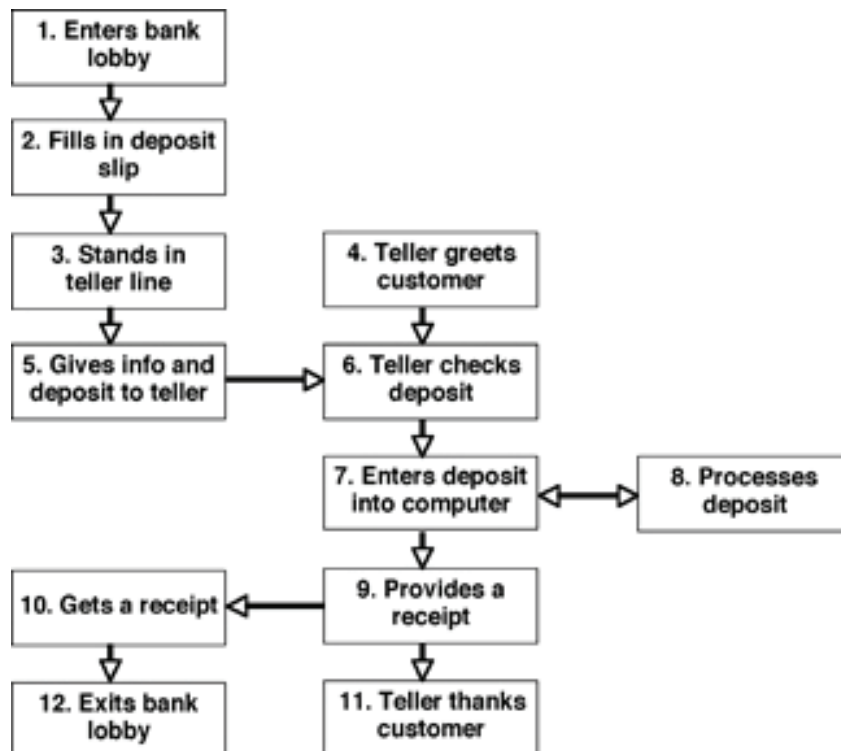 1. Enters bank
lobby
2. Fills in deposit
slip
3. Stands in
teller line
4. Teller greets
customer
5. Gives info and
deposit to teller
6. Teller checks
deposit
7. Enters deposit
into computer
8. Processes
deposit
9. Provides a
receipt
10. Gets a receipt
11. Teller thanks
customer
12. Exits bank
lobby